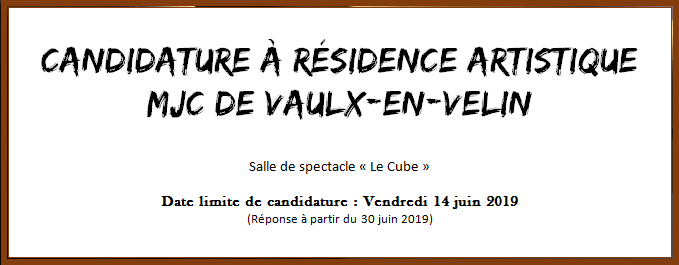 CANDIDATURE À RÉSIDENCE ARTISTIQUE
MJC DE VAULX-EN-VELIN
Salle de spectacle « Le Cube »
Date limite de candidature : Vendredi 14 juin 2019
(Réponse à partir du 30 juin 2019)